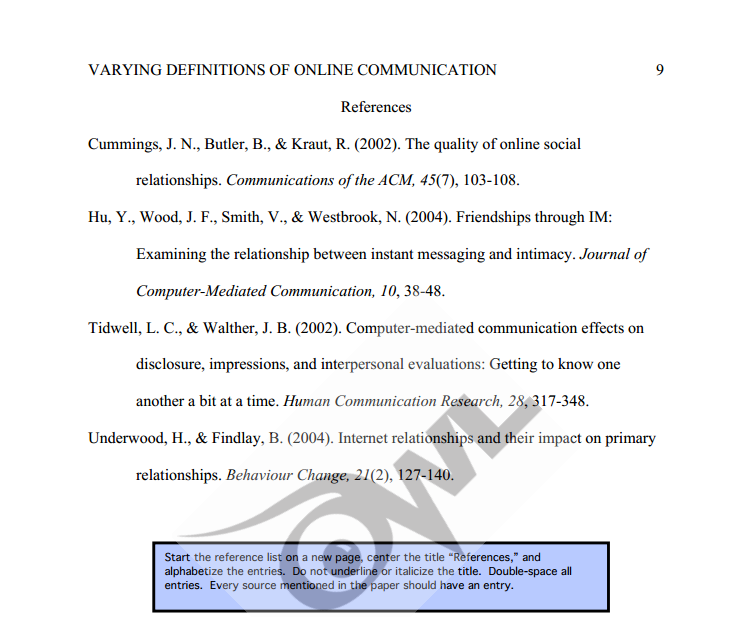 VARYING DEFINITIONS OF ONLINE COMMUNICATION 9
References
Cummings, J. N., Butler, B., & Kraut, R. (2002). The quality of online social
relationships. Communications of the ACM, 45(7), 103-108.
Hu, Y., Wood, J. F., Smith, V., & Westbrook, N. (2004). Friendships through IM:
Examining the relationship between instant messaging and intimacy. Journal of
Computer-Mediated Communication, 10, 38-48.
Tidwell, L. C., & Walther, J. B. (2002). Computer-mediated communication effects on
disclosure, impressions, and interpersonal evaluations: Getting to know one
another a bit at a time. Human Communication Research, 28, 317-348.
Underwood, H., & Findlay, B. (2004). Internet relationships and their impact on primary
relationships. Behaviour Change, 21(2), 127-140.
OWL
Start the reference list on a new page, center the title “References,” and
alphabetize the entries. Do not underline or italicize the title. Double-space all
entries. Every source mentioned in the paper should have an entry.